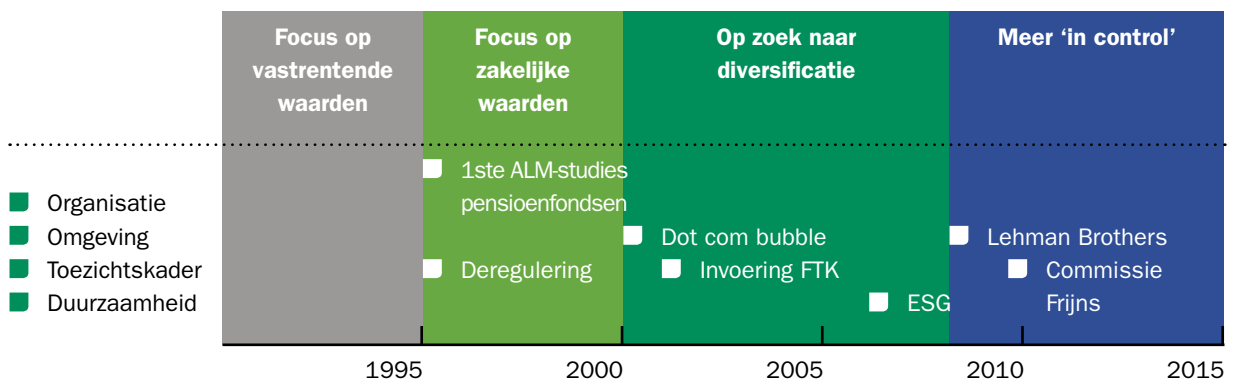 Focus op
vastrentende
waarden
Focus op
zakelijke
waarden
Op zoek naar
diversificatie
Meer ‘in control’
1ste ALM-studies
pensioenfondsen
Organisatie
Omgeving
Dot com bubble
Lehman Brothers
Toezichtskader
Deregulering
Invoering FTK
Commissie
Frijns
Duurzaamheid
ESG
1995
2000
2005
2010
2015